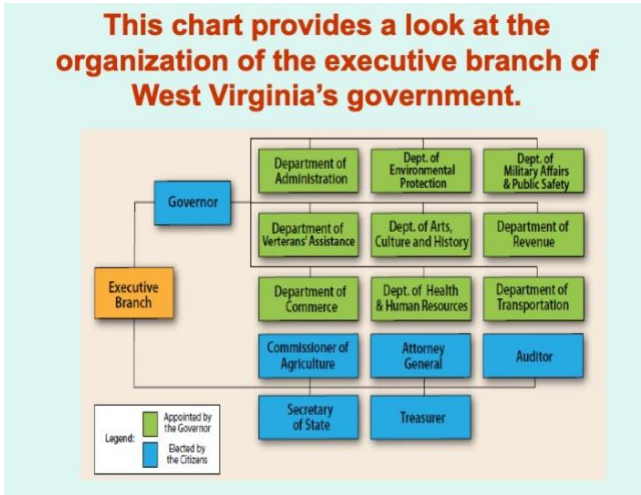 This chart provides a look at the
organization of the executive branch of
West Virginia's government.
Department of
Administration
Dept. of
Environmental
Protection
Dept. of
Military Affairs
& Public Safety
Governor
Department of
Verterans' Assistance
Dept. of Arts,
Culture and History
Department of
Revenue
Executive
Branch
Department of
Commerce
Dept. of Health
& Human Resources
Department of
Transportation
Commissioner of
Agriculture
Attorney
General
Auditor
Secretary
of State
Treasurer
Legend:
Appointed by
the Governor
Elected by
the Citizens